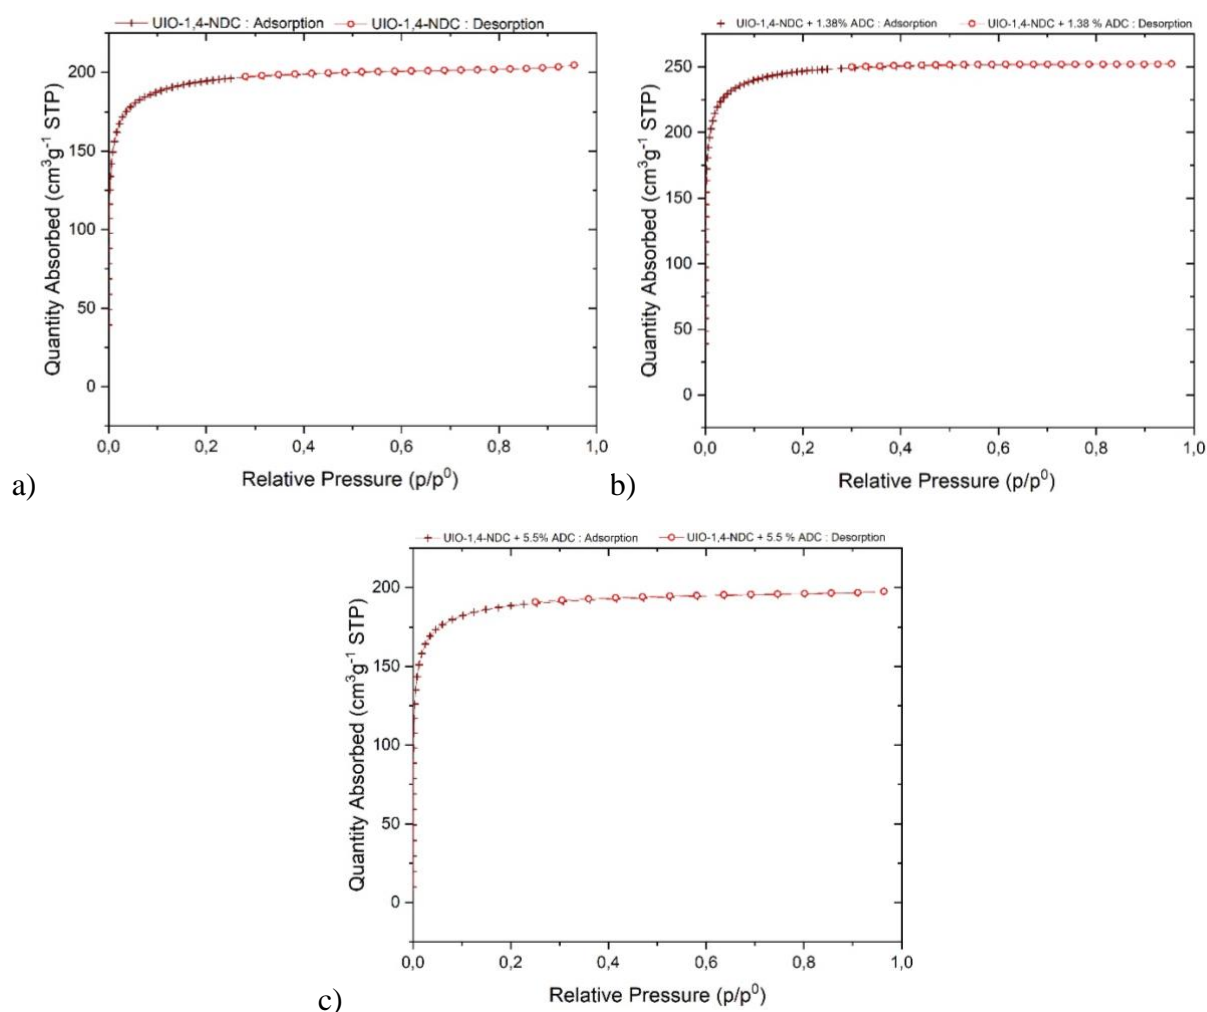 UIO-1,4-NDC : Adsorption UIO-1,4-NDC : Desorption
200
150
100
50
0
Quantity Absorbed (cm³g⁻¹ STP)
0,0 0,2 0,4 0,6 0,8 1,0
Relative Pressure (p/p⁰)
a)
UIO-1,4-NDC + 1.38% ADC : Adsorption UIO-1,4-NDC + 1.38 % ADC : Desorption
250
200
150
100
50
0
Quantity Absorbed (cm³g⁻¹ STP)
0,0 0,2 0,4 0,6 0,8 1,0
Relative Pressure (p/p⁰)
b)
UIO-1,4-NDC + 5.5% ADC : Adsorption UIO-1,4-NDC + 5.5 % ADC : Desorption
200
150
100
50
0
Quantity Absorbed (cm³g⁻¹ STP)
0,0 0,2 0,4 0,6 0,8 1,0
Relative Pressure (p/p⁰)
c)